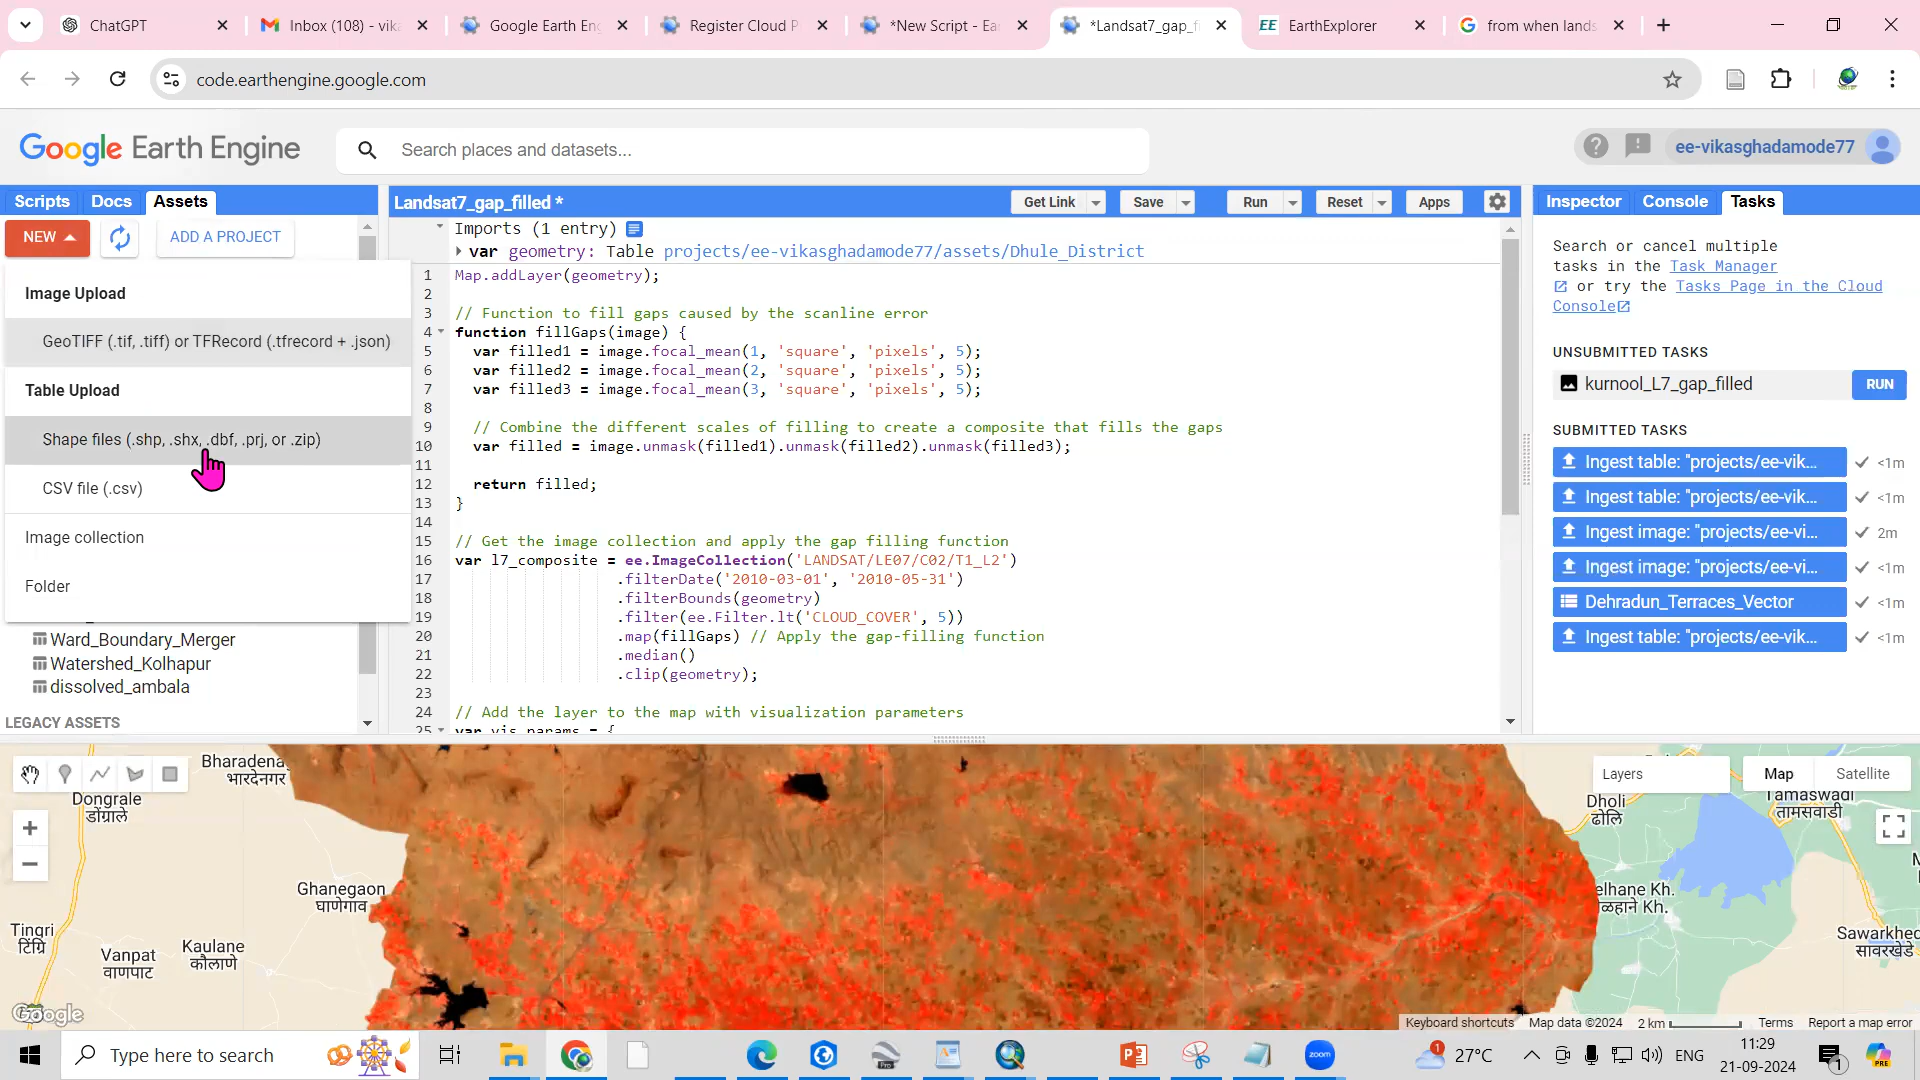 ChatGPT
Inbox (108) - vika
Google Earth En
Register Cloud P
*New Script - Ea
*Landsat7_gap_fi
EE EarthExplorer
from when lands
code.earthengine.google.com
Google Earth Engine
Search places and datasets...
ee-vikasghadamode77
Scripts Docs Assets
NEW
ADD A PROJECT
Image Upload
GeoTIFF (.tif, .tiff) or TFRecord (.tfrecord + .json)
Table Upload
Shape files (.shp, .shx, .dbf, .prj, or .zip)
CSV file (.csv)
Image collection
Folder
Ward_Boundary_Merger
Watershed_Kolhapur
dissolved_ambala
LEGACY ASSETS
Landsat7_gap_filled *
Get Link Save Run Reset Apps
Imports (1 entry)
var geometry: Table projects/ee-vikasghadamode77/assets/Dhule_District
1 Map.addLayer(geometry);
2
3 // Function to fill gaps caused by the scanline error
4 function fillGaps(image) {
5 var filled1 = image.focal_mean(1, 'square', 'pixels', 5);
6 var filled2 = image.focal_mean(2, 'square', 'pixels', 5);
7 var filled3 = image.focal_mean(3, 'square', 'pixels', 5);
8
9 // Combine the different scales of filling to create a composite that fills the gaps
10 var filled = image.unmask(filled1).unmask(filled2).unmask(filled3);
11
12 return filled;
13 }
14
15 // Get the image collection and apply the gap filling function
16 var l7_composite = ee.ImageCollection('LANDSAT/LE07/C02/T1_L2')
17 .filterDate('2010-03-01', '2010-05-31')
18 .filterBounds(geometry)
19 .filter(ee.Filter.lt('CLOUD_COVER', 5))
20 .map(fillGaps) // Apply the gap-filling function
21 .median()
22 .clip(geometry);
23
24 // Add the layer to the map with visualization parameters
25 var vis_params = {
Inspector Console Tasks
Search or cancel multiple
tasks in the Task Manager
or try the Tasks Page in the Cloud
Console
UNSUBMITTED TASKS
kurnool_L7_gap_filled RUN
SUBMITTED TASKS
Ingest table: "projects/ee-vik... <1m
Ingest table: "projects/ee-vik... <1m
Ingest image: "projects/ee-vi... 2m
Ingest image: "projects/ee-vi... <1m
Dehradun_Terraces_Vector <1m
Ingest table: "projects/ee-vik... <1m
Bharadena
भारदेनगर
Dongrale
डोंग्राले
Ghanegaon
घाणेगाव
Tingri
टिंग्रि
Vanpat
वाणपाट
Kaulane
कौलाणे
Google
Layers
Map Satellite
Tamaswadi
तामसवाडी
Dholi
ढोलि
elhane Kh.
ळहाने Kh.
Sawarkhed
सावरखेडे
+
−
Keyboard shortcuts Map data ©2024 2 km Terms Report a map error
Type here to search
Pro
zoom
1
27°C
ENG
11:29
21-09-2024
1
PRE